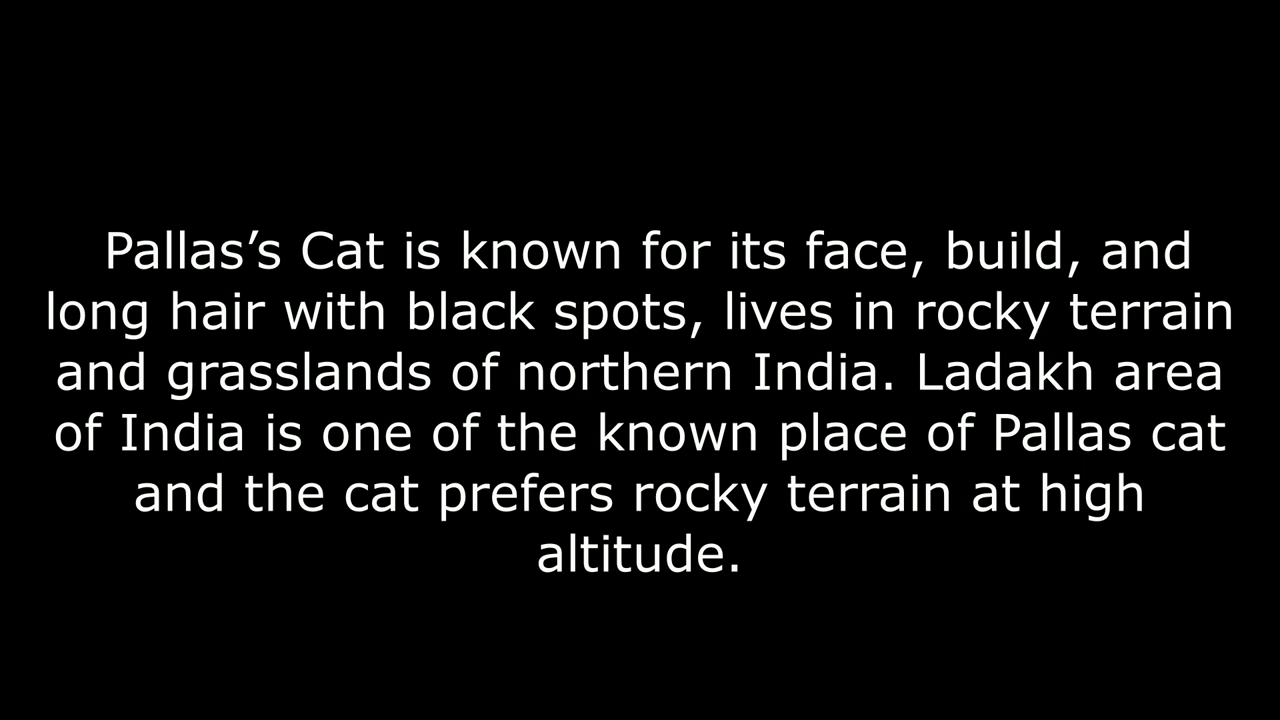 Pallas’s Cat is known for its face, build, and
long hair with black spots, lives in rocky terrain
and grasslands of northern India. Ladakh area
of India is one of the known place of Pallas cat
and the cat prefers rocky terrain at high
altitude.